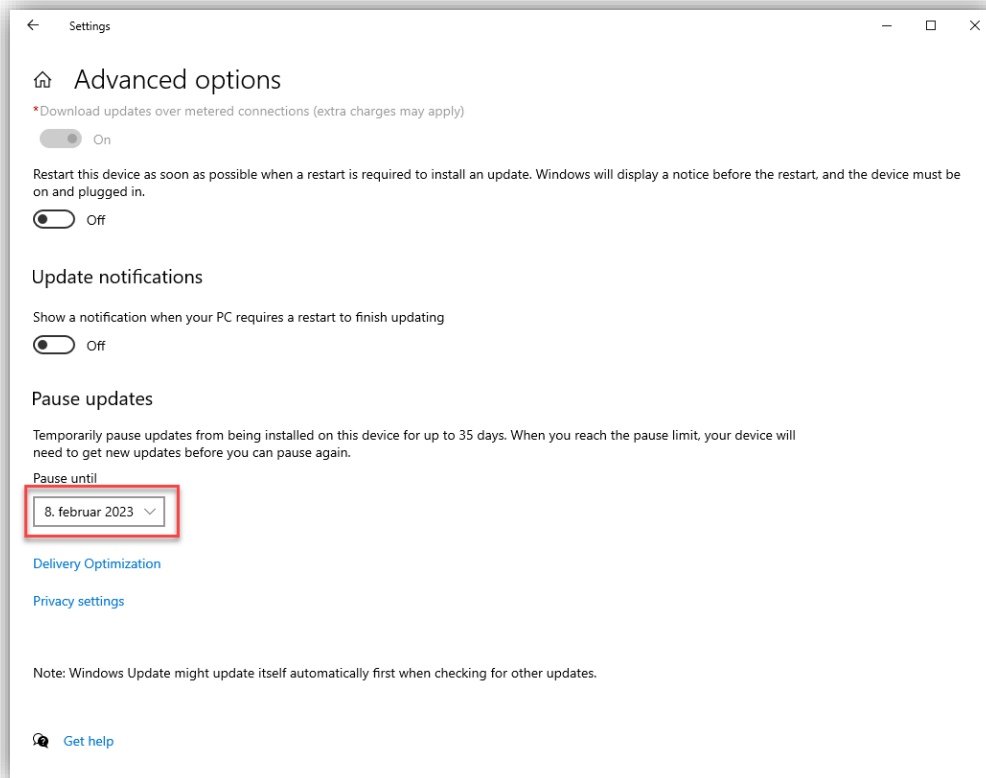 Settings
Advanced options
*Download updates over metered connections (extra charges may apply)
On
Restart this device as soon as possible when a restart is required to install an update. Windows will display a notice before the restart, and the device must be
on and plugged in.
Off
Update notifications
Show a notification when your PC requires a restart to finish updating
Off
Pause updates
Temporarily pause updates from being installed on this device for up to 35 days. When you reach the pause limit, your device will
need to get new updates before you can pause again.
Pause until
8. februar 2023
Delivery Optimization
Privacy settings
Note: Windows Update might update itself automatically first when checking for other updates.
Get help